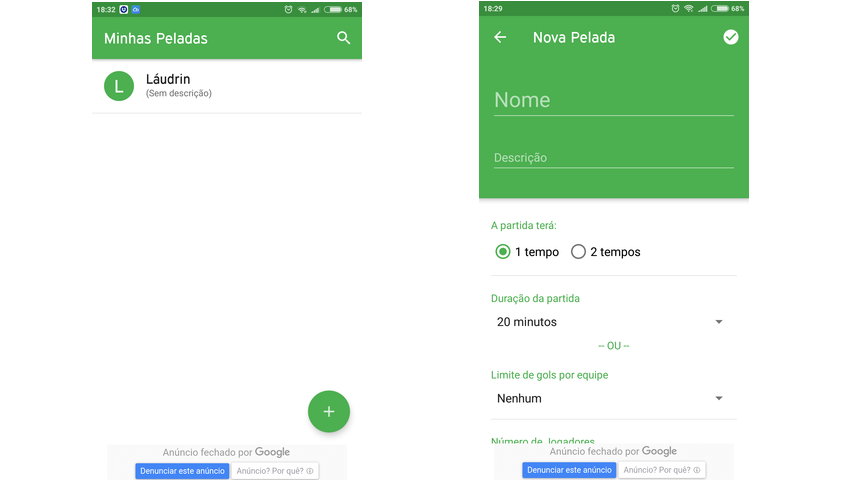 18:32
68%
Minhas Peladas
L
Láudrin
(Sem descrição)
+
Anúncio fechado por Google
Denunciar este anúncio
Anúncio? Por quê?
18:29
68%
Nova Pelada
Nome
Descrição
A partida terá:
1 tempo
2 tempos
Duração da partida
20 minutos
-- OU --
Limite de gols por equipe
Nenhum
Número de Jogadores
Anúncio fechado por Google
Denunciar este anúncio
Anúncio? Por quê?